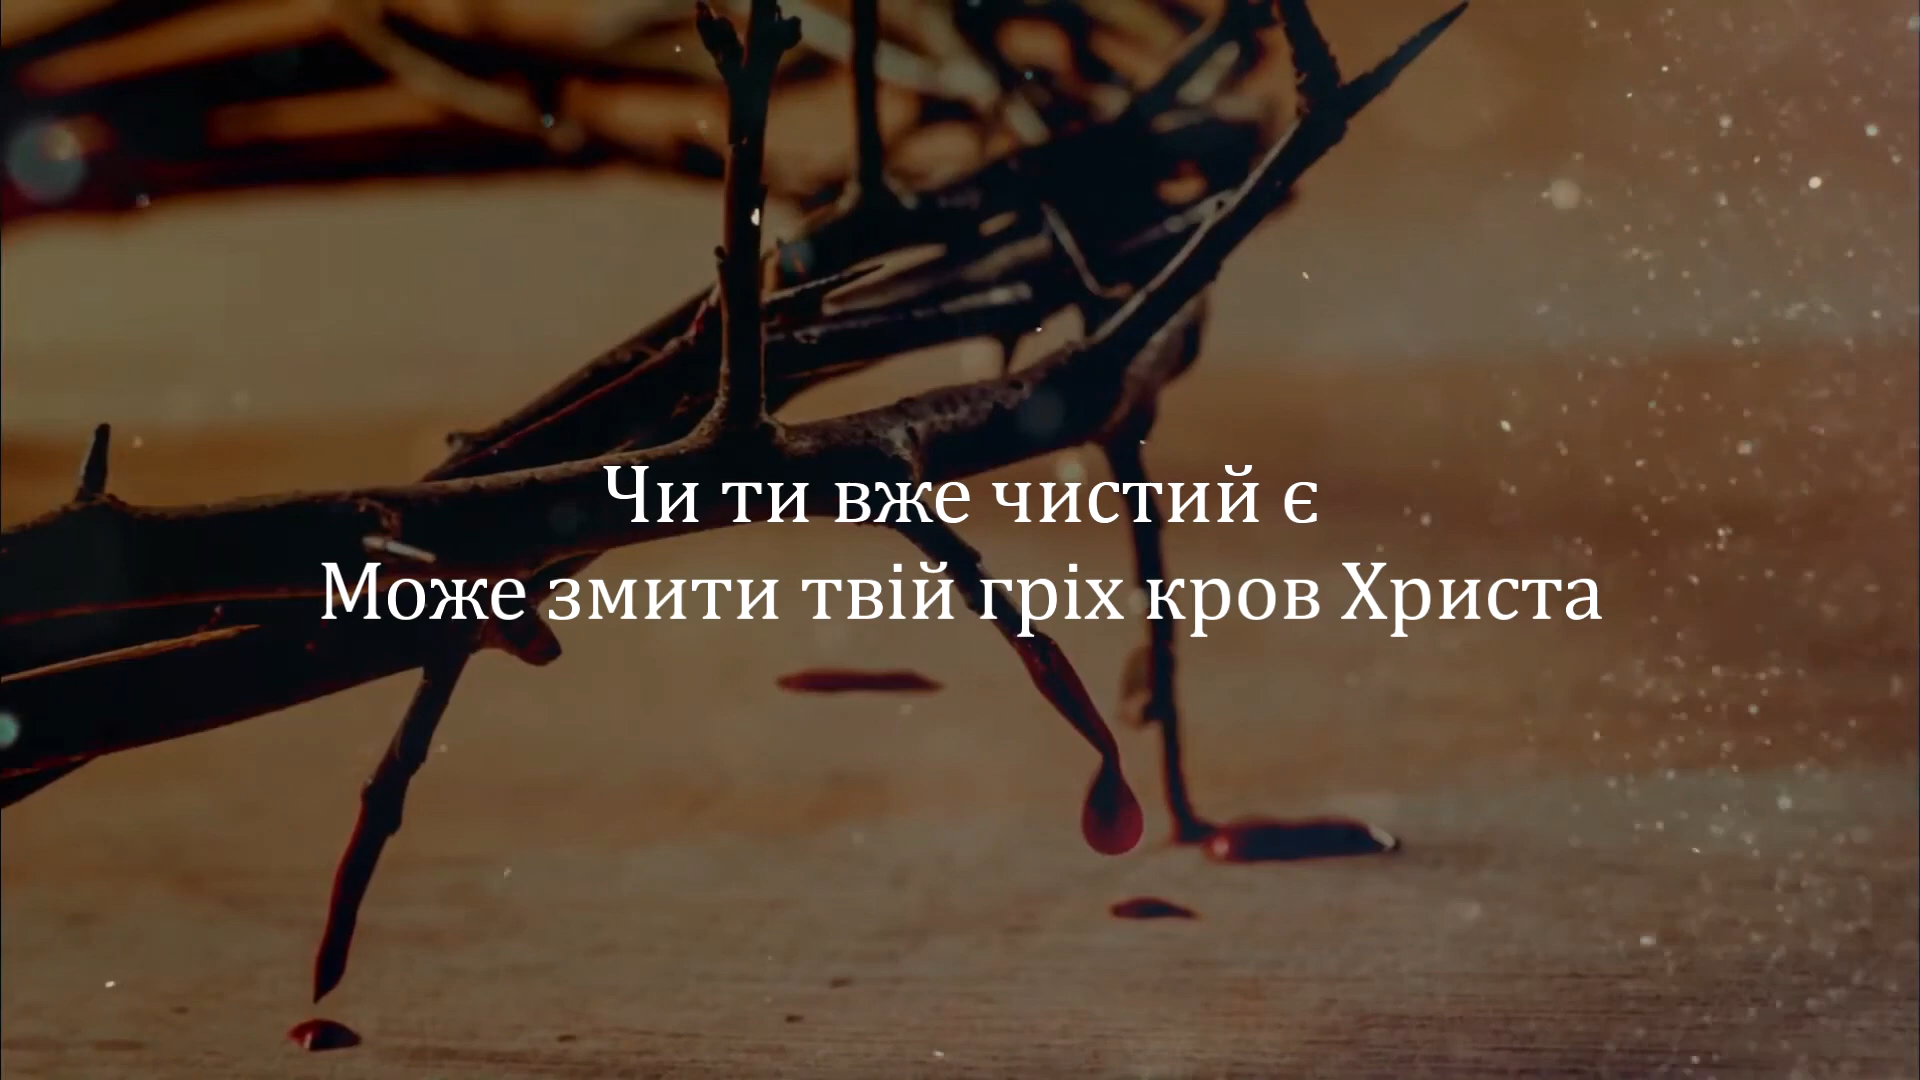 Чи ти вже чистий є
Може змити твій гріх кров Христа